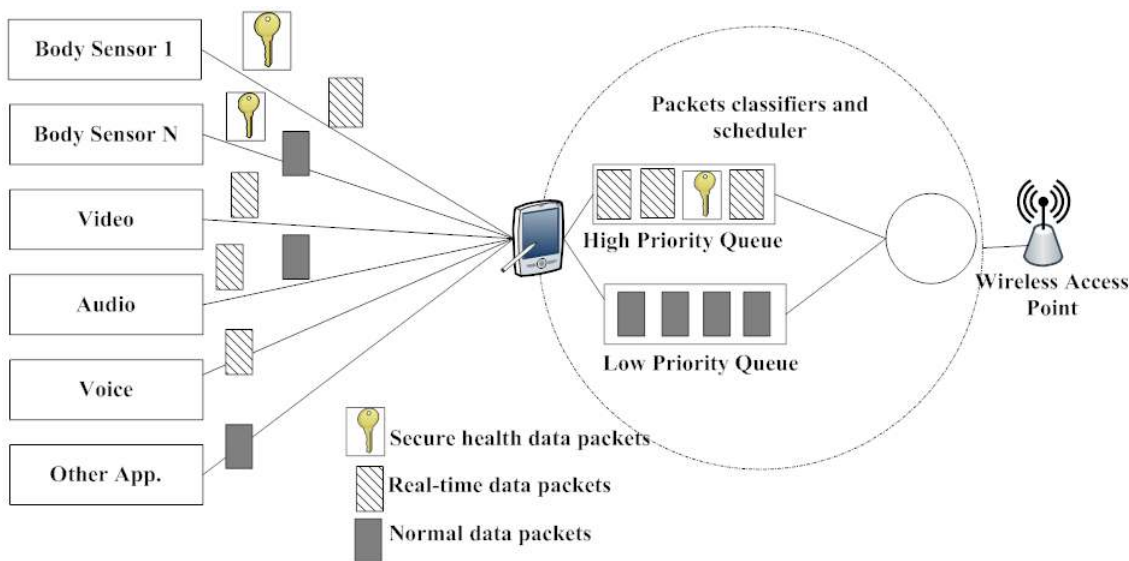 Body Sensor 1
Body Sensor N
Video
Audio
Voice
Other App.
Packets classifiers and
scheduler
High Priority Queue
Low Priority Queue
Wireless Access
Point
Secure health data packets
Real-time data packets
Normal data packets